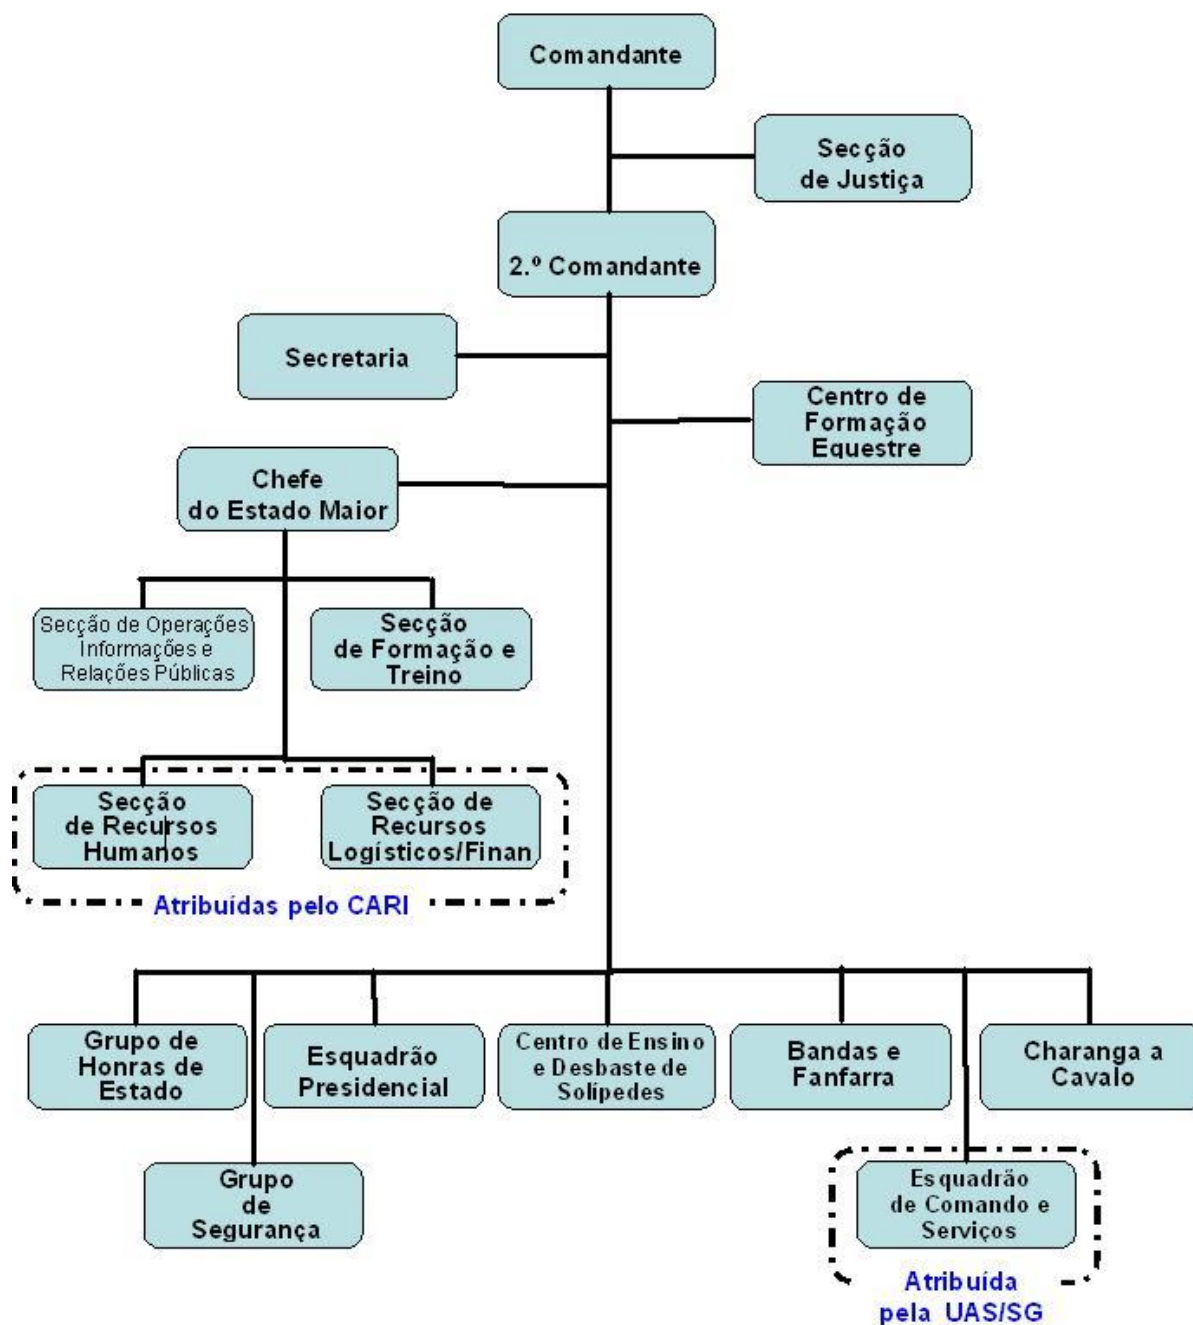 Comandante
Secção
de Justiça
2.º Comandante
Secretaria
Centro de
Formação
Equestre
Chefe
do Estado Maior
Secção de Operações
Informações e
Relações Públicas
Secção
de Formação e
Treino
Secção
de Recursos
Humanos
Secção de
Recursos
Logísticos/Finan
Atribuídas pelo CARI
Grupo de
Honras de
Estado
Esquadrão
Presidencial
Centro de Ensino
e Desbaste de
Solípedes
Bandas e
Fanfarra
Charanga a
Cavalo
Grupo
de
Segurança
Esquadrão
de Comando e
Serviços
Atribuída
pela UAS/SG